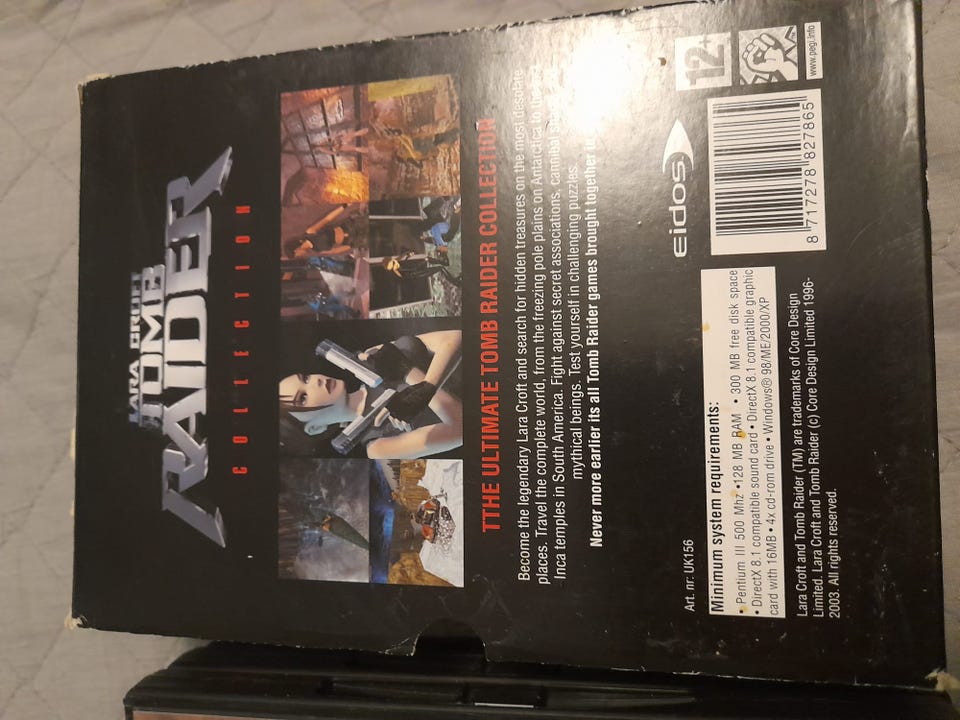 LARA CROFT
TOMB
RAIDER
COLLECTION
TTHE ULTIMATE TOMB RAIDER COLLECTION
Become the legendary Lara Croft and search for hidden treasures on the most desolate
places. Travel the complete world, from the freezing pole plains on Antarctica to the
Inca temples in South America. Fight against secret associations, cannibal
mythical beings. Test yourself in challenging puzzles.
Never more earlier its all Tomb Raider games brought together in
Art. nr: UK156
Minimum system requirements:
• Pentium III 500 Mhz • 128 MB RAM • 300 MB free disk space
• DirectX 8.1 compatible sound card • DirectX 8.1 compatible graphic
card with 16MB • 4x cd-rom drive • Windows® 98/ME/2000/XP
Lara Croft and Tomb Raider (TM) are trademarks of Core Design
Limited. Lara Croft and Tomb Raider (c) Core Design Limited 1996-
2003. All rights reserved.
eidos
8 717278 827865
12+
www.pegi.info